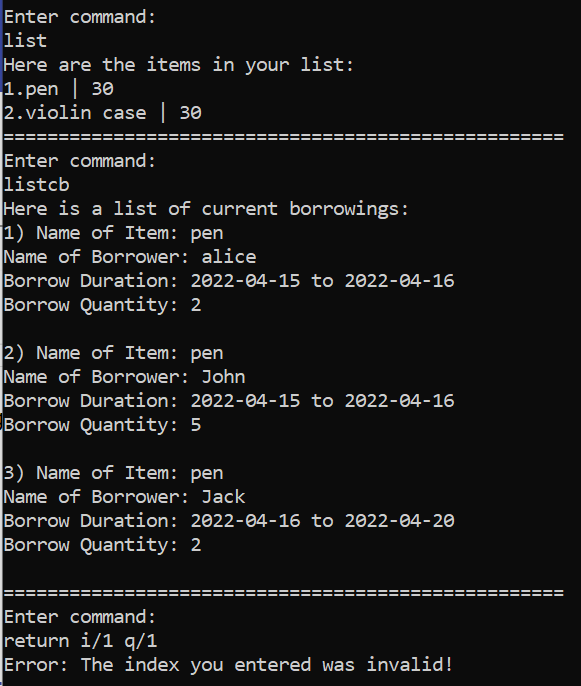 Enter command:
list
Here are the items in your list:
1.pen | 30
2.violin case | 30
===================================================
Enter command:
listcb
Here is a list of current borrowings:
1) Name of Item: pen
Name of Borrower: alice
Borrow Duration: 2022-04-15 to 2022-04-16
Borrow Quantity: 2

2) Name of Item: pen
Name of Borrower: John
Borrow Duration: 2022-04-15 to 2022-04-16
Borrow Quantity: 5

3) Name of Item: pen
Name of Borrower: Jack
Borrow Duration: 2022-04-16 to 2022-04-20
Borrow Quantity: 2

===================================================
Enter command:
return i/1 q/1
Error: The index you entered was invalid!